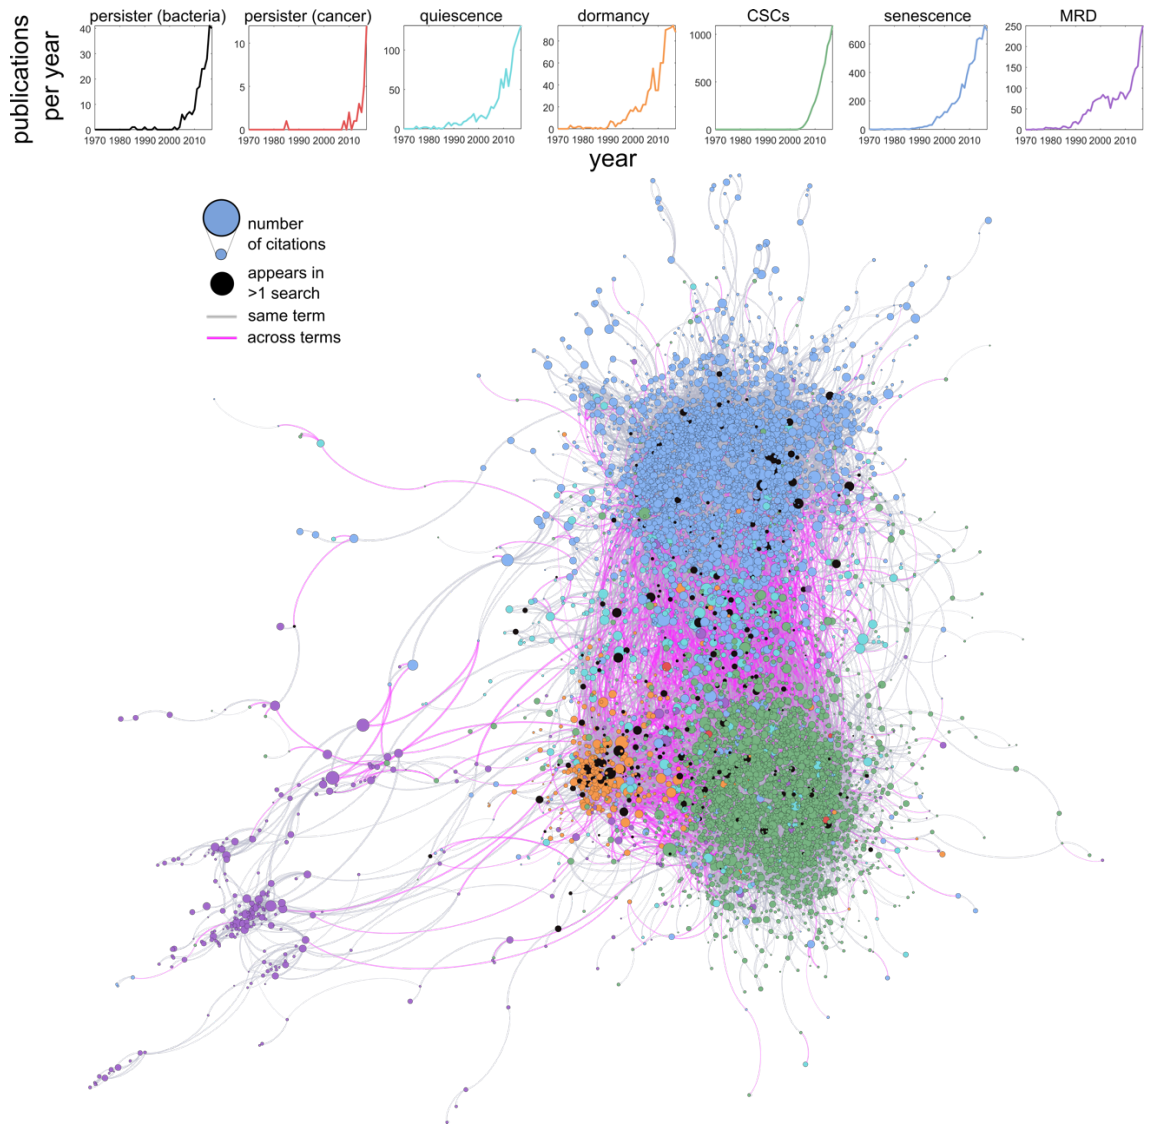 publications
per year
persister (bacteria)
40
30
20
10
0
1970 1980 1990 2000 2010
persister (cancer)
10
5
0
1970 1980 1990 2000 2010
quiescence
100
50
0
1970 1980 1990 2000 2010
dormancy
80
60
40
20
0
1970 1980 1990 2000 2010
CSCs
1000
500
0
1970 1980 1990 2000 2010
senescence
600
400
200
0
1970 1980 1990 2000 2010
MRD
250
200
150
100
50
0
1970 1980 1990 2000 2010
year
number
of citations
appears in
>1 search
same term
across terms